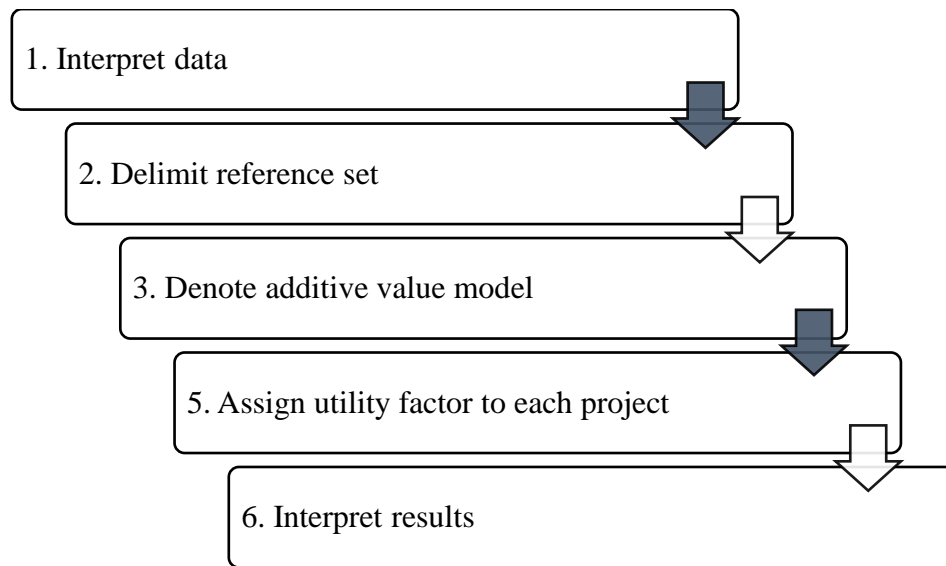 1. Interpret data
2. Delimit reference set
3. Denote additive value model
5. Assign utility factor to each project
6. Interpret results